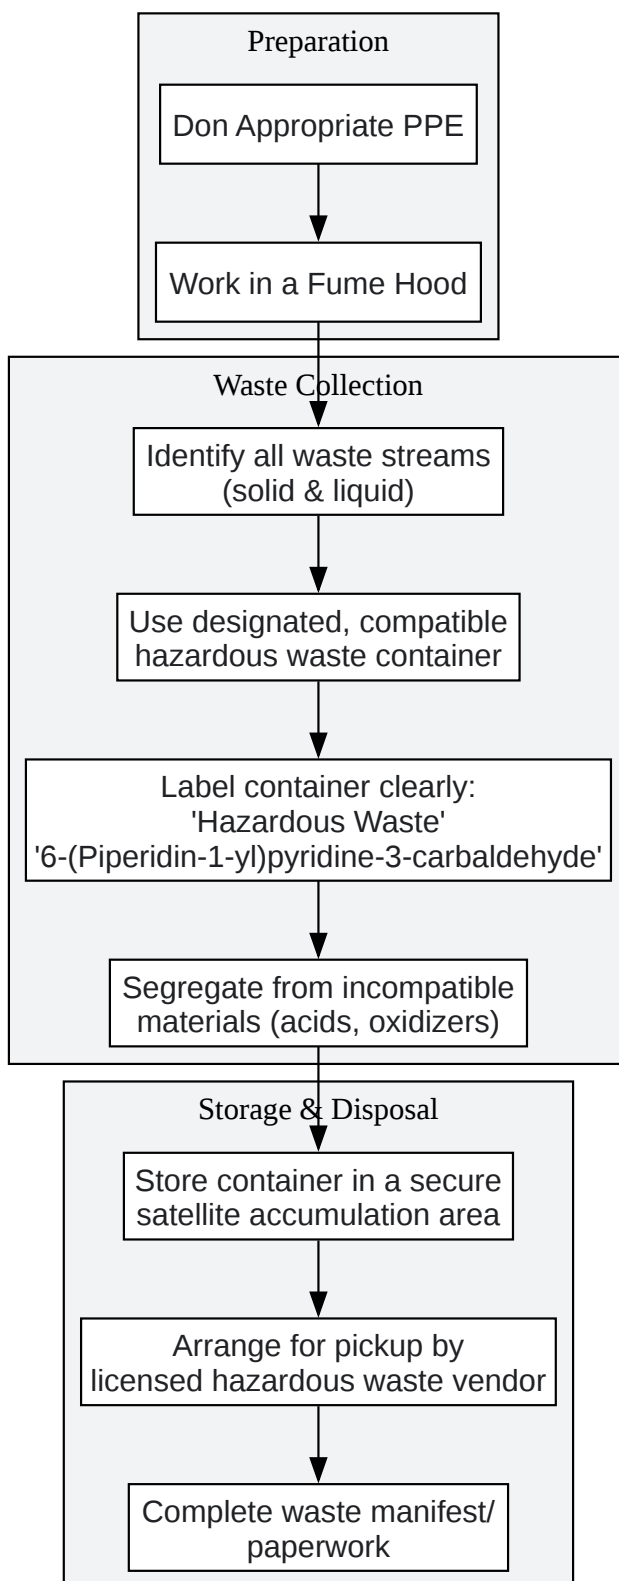 Preparation
Don Appropriate PPE
Work in a Fume Hood
Waste Collection
Identify all waste streams
(solid & liquid)
Use designated, compatible
hazardous waste container
Label container clearly:
'Hazardous Waste'
'6-(Piperidin-1-yl)pyridine-3-carbaldehyde'
Segregate from incompatible
materials (acids, oxidizers)
Storage & Disposal
Store container in a secure
satellite accumulation area
Arrange for pickup by
licensed hazardous waste vendor
Complete waste manifest/
paperwork